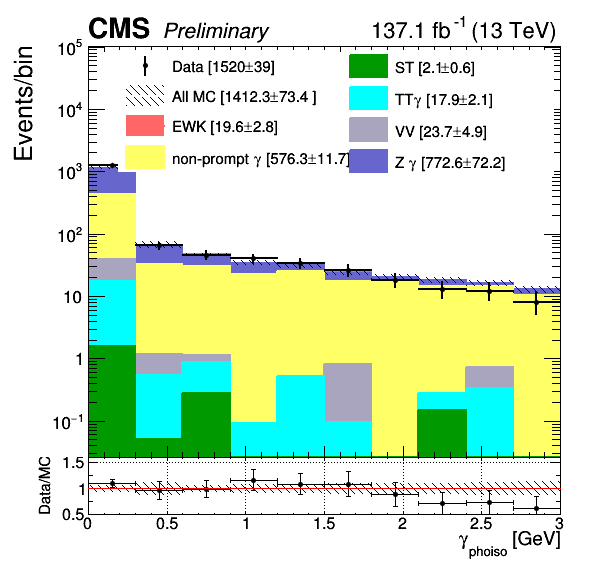 CMS Preliminary 137.1 fb⁻¹ (13 TeV)
Events/bin
10⁵
10⁴
10³
10²
10
1
10⁻¹
Data [1520±39]
All MC [1412.3±73.4 ]
EWK [19.6±2.8]
non-prompt γ [576.3±11.7]
ST [2.1±0.6]
TTγ [17.9±2.1]
VV [23.7±4.9]
Z γ [772.6±72.2]
Data/MC
1.5
1
0.5
0 0.5 1 1.5 2 2.5 3
γphoiso [GeV]